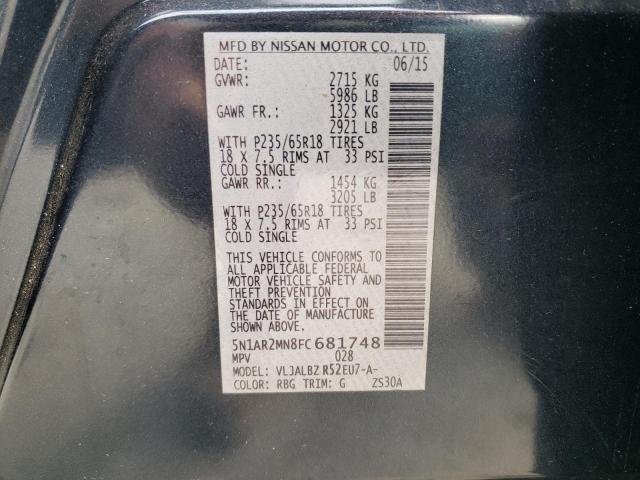 MFD BY NISSAN MOTOR CO., LTD.
DATE: 06/15
GVWR: 2715 KG
5986 LB
GAWR FR.: 1325 KG
2921 LB
WITH P235/65R18 TIRES
18 X 7.5 RIMS AT 33 PSI
COLD SINGLE
GAWR RR.: 1454 KG
3205 LB
WITH P235/65R18 TIRES
18 X 7.5 RIMS AT 33 PSI
COLD SINGLE
THIS VEHICLE CONFORMS TO
ALL APPLICABLE FEDERAL
MOTOR VEHICLE SAFETY AND
THEFT PREVENTION
STANDARDS IN EFFECT ON
THE DATE OF MANUFACTURE
SHOWN ABOVE.
5N1AR2MN8FC681748
MPV 028
MODEL: VLJALBZ R52EU7-A-
COLOR: RBG TRIM: G ZS30A